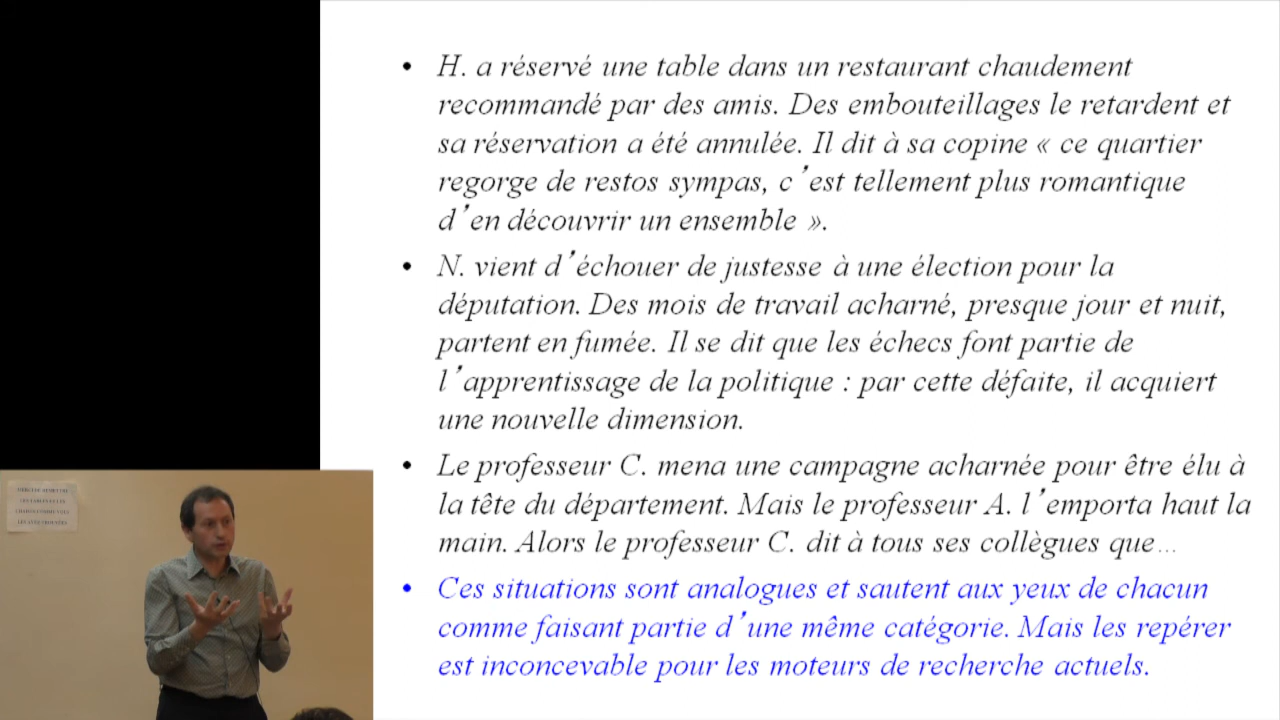 • H. a réservé une table dans un restaurant chaudement
recommandé par des amis. Des embouteillages le retardent et
sa réservation a été annulée. Il dit à sa copine « ce quartier
regorge de restos sympas, c’est tellement plus romantique
d’en découvrir un ensemble ».
• N. vient d’échouer de justesse à une élection pour la
députation. Des mois de travail acharné, presque jour et nuit,
partent en fumée. Il se dit que les échecs font partie de
l’apprentissage de la politique : par cette défaite, il acquiert
une nouvelle dimension.
• Le professeur C. mena une campagne acharnée pour être élu à
la tête du département. Mais le professeur A. l’emporta haut la
main. Alors le professeur C. dit à tous ses collègues que…
• Ces situations sont analogues et sautent aux yeux de chacun
comme faisant partie d’une même catégorie. Mais les repérer
est inconcevable pour les moteurs de recherche actuels.